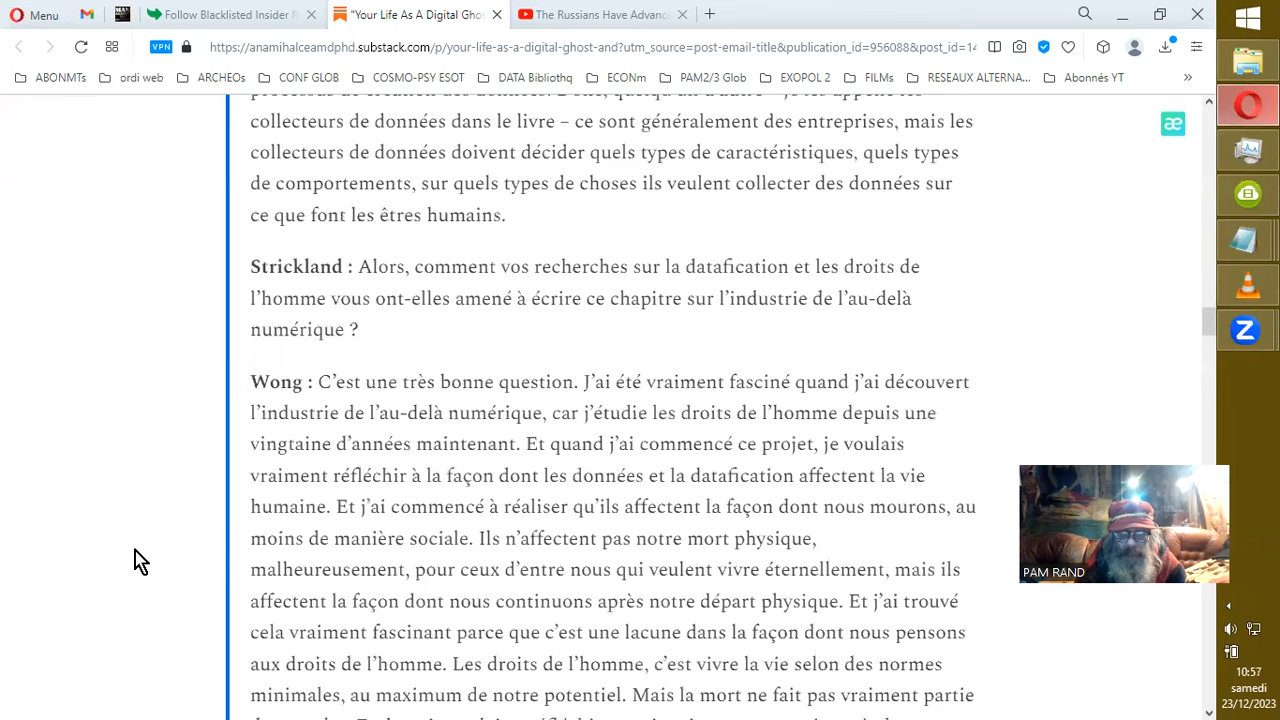 Menu
Follow Blacklisted Insider
"Your Life As A Digital Ghos
The Russians Have Advanc
VPN
https://anamihalceamdphd.substack.com/p/your-life-as-a-digital-ghost-and?utm_source=post-email-title&publication_id=956088&post_id=14
ABONMTs
ordi web
ARCHEOs
CONF GLOB
COSMO-PSY ESOT
DATA Bibliothq
ECONm
PAM2/3 Glob
EXOPOL 2
FILMs
RESEAUX ALTERNA...
Abonnés YT
»
collecteurs de données dans le livre – ce sont généralement des entreprises, mais les
collecteurs de données doivent décider quels types de caractéristiques, quels types
de comportements, sur quels types de choses ils veulent collecter des données sur
ce que font les êtres humains.
Strickland : Alors, comment vos recherches sur la datafication et les droits de
l’homme vous ont-elles amené à écrire ce chapitre sur l’industrie de l’au-delà
numérique ?
Wong : C’est une très bonne question. J’ai été vraiment fasciné quand j’ai découvert
l’industrie de l’au-delà numérique, car j’étudie les droits de l’homme depuis une
vingtaine d’années maintenant. Et quand j’ai commencé ce projet, je voulais
vraiment réfléchir à la façon dont les données et la datafication affectent la vie
humaine. Et j’ai commencé à réaliser qu’ils affectent la façon dont nous mourons, au
moins de manière sociale. Ils n’affectent pas notre mort physique,
malheureusement, pour ceux d’entre nous qui veulent vivre éternellement, mais ils
affectent la façon dont nous continuons après notre départ physique. Et j’ai trouvé
cela vraiment fascinant parce que c’est une lacune dans la façon dont nous pensons
aux droits de l’homme. Les droits de l’homme, c’est vivre la vie selon des normes
minimales, au maximum de notre potentiel. Mais la mort ne fait pas vraiment partie
æ
PAM RAND
Z
10:57
samedi
23/12/2023